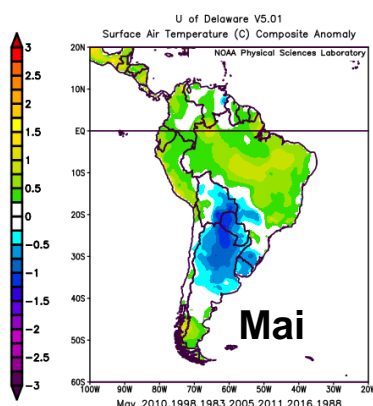 U of Delaware V5.01
Surface Air Temperature (C) Composite Anomaly
NOAA Physical Sciences Laboratory
3
2.5
2
1.5
1
0.5
0
-0.5
-1
-1.5
-2
-2.5
-3
20N
10N
EQ
10S
20S
30S
40S
50S
60S
100W 90W 80W 70W 60W 50W 40W 30W 20W
Mai
May 2010,1998,1983,2005,2011,2016,1988